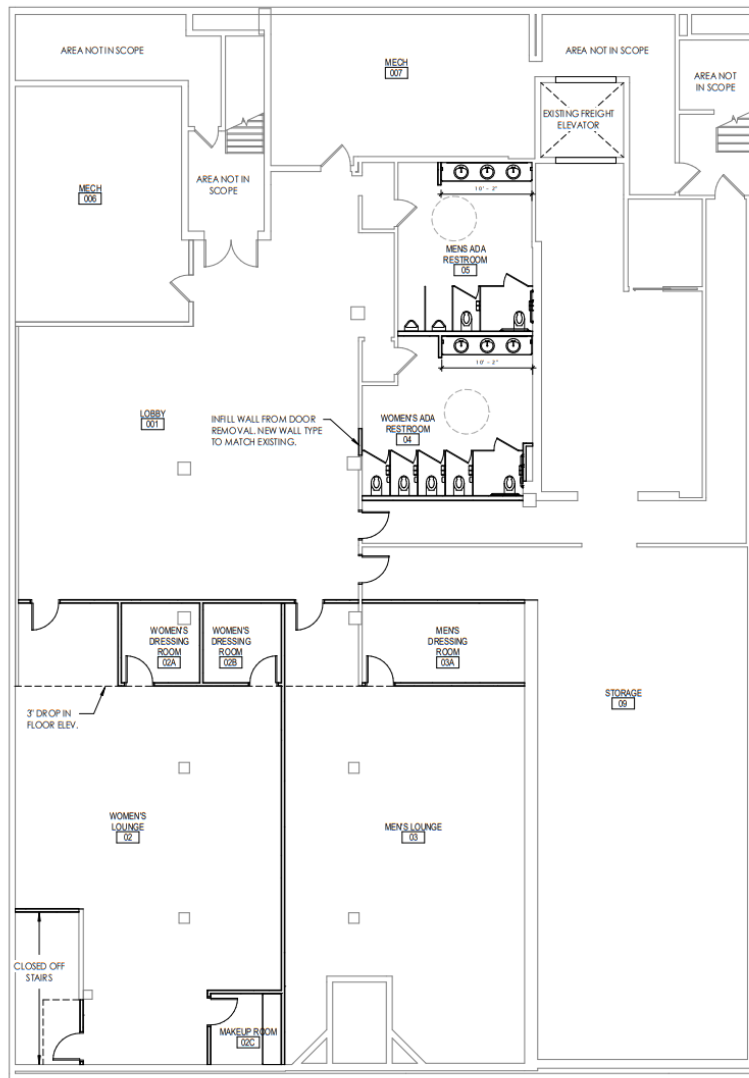 AREA NOT IN SCOPE
MECH
007
AREA NOT IN SCOPE
AREA NOT
IN SCOPE
EXISTING FREIGHT
ELEVATOR
MECH
006
AREA NOT IN
SCOPE
10' - 2"
MENS ADA
RESTROOM
05
10' - 2"
LOBBY
001
INFILL WALL FROM DOOR
REMOVAL. NEW WALL TYPE
TO MATCH EXISTING.
WOMEN'S ADA
RESTROOM
04
WOMEN'S
DRESSING
ROOM
02A
WOMEN'S
DRESSING
ROOM
02B
MEN'S
DRESSING
ROOM
03A
3' DROP IN
FLOOR ELEV.
STORAGE
09
WOMEN'S
LOUNGE
02
MEN'S LOUNGE
03
CLOSED OFF
STAIRS
MAKEUP ROOM
02C